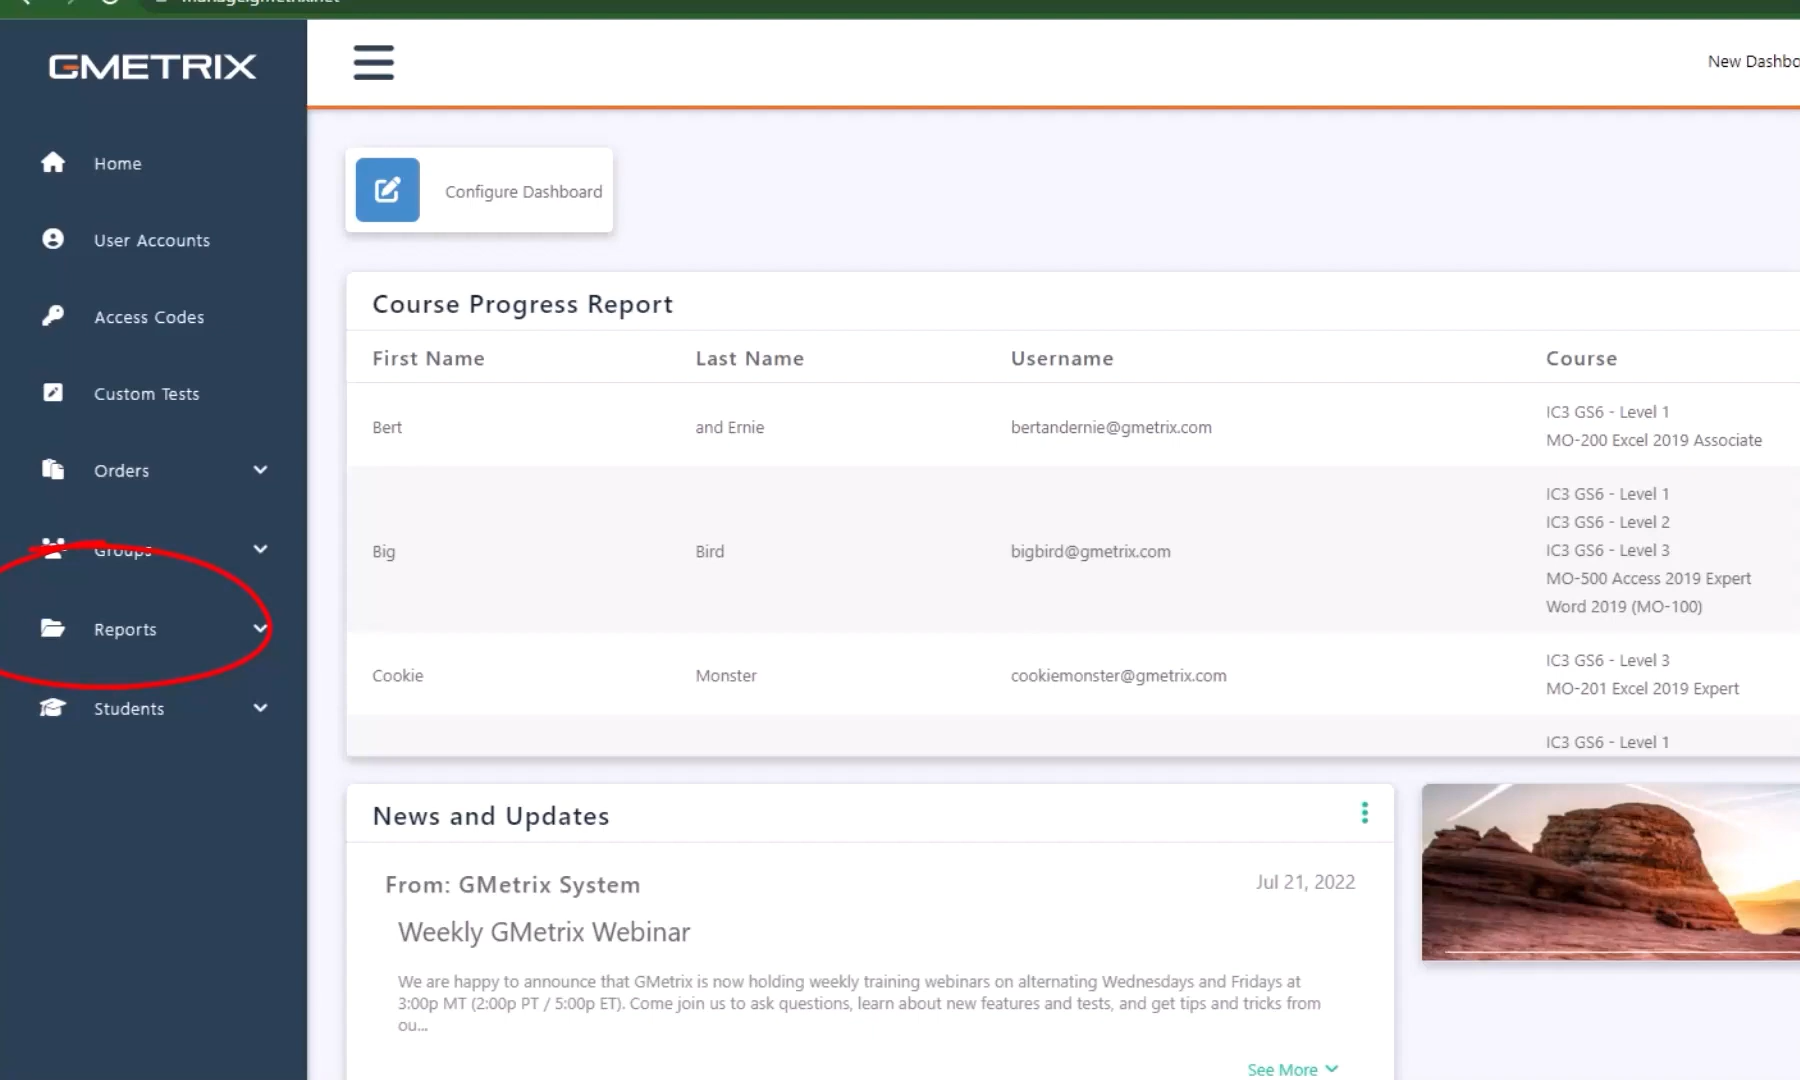 GMETRIX
New Dashbo
Home
User Accounts
Access Codes
Custom Tests
Orders
Groups
Reports
Students
Configure Dashboard
Course Progress Report
First Name Last Name Username Course
Bert and Ernie bertandernie@gmetrix.com IC3 GS6 - Level 1
MO-200 Excel 2019 Associate
Big Bird bigbird@gmetrix.com IC3 GS6 - Level 1
IC3 GS6 - Level 2
IC3 GS6 - Level 3
MO-500 Access 2019 Expert
Word 2019 (MO-100)
Cookie Monster cookiemonster@gmetrix.com IC3 GS6 - Level 3
MO-201 Excel 2019 Expert
IC3 GS6 - Level 1
News and Updates
From: GMetrix System Jul 21, 2022
Weekly GMetrix Webinar
We are happy to announce that GMetrix is now holding weekly training webinars on alternating Wednesdays and Fridays at
3:00p MT (2:00p PT / 5:00p ET). Come join us to ask questions, learn about new features and tests, and get tips and tricks from
ou...
See More